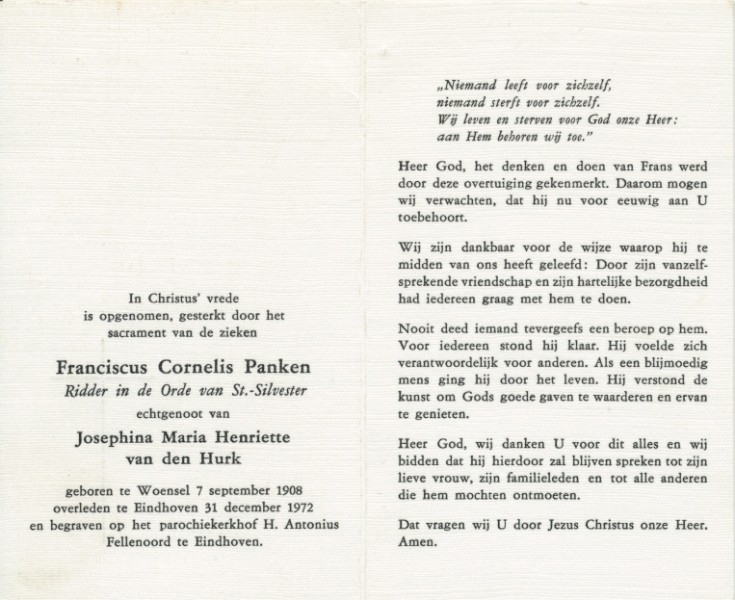 In Christus' vrede
is opgenomen, gesterkt door het
sacrament van de zieken
Franciscus Cornelis Panken
Ridder in de Orde van St.-Silvester
echtgenoot van
Josephina Maria Henriette
van den Hurk
geboren te Woensel 7 september 1908
overleden te Eindhoven 31 december 1972
en begraven op het parochiekerkhof H. Antonius
Fellenoord te Eindhoven.
„Niemand leeft voor zichzelf,
niemand sterft voor zichzelf.
Wij leven en sterven voor God onze Heer:
aan Hem behoren wij toe.”
Heer God, het denken en doen van Frans werd
door deze overtuiging gekenmerkt. Daarom mogen
wij verwachten, dat hij nu voor eeuwig aan U
toebehoort.
Wij zijn dankbaar voor de wijze waarop hij te
midden van ons heeft geleefd: Door zijn vanzelf-
sprekende vriendschap en zijn hartelijke bezorgdheid
had iedereen graag met hem te doen.
Nooit deed iemand tevergeefs een beroep op hem.
Voor iedereen stond hij klaar. Hij voelde zich
verantwoordelijk voor anderen. Als een blijmoedig
mens ging hij door het leven. Hij verstond de
kunst om Gods goede gaven te waarderen en ervan
te genieten.
Heer God, wij danken U voor dit alles en wij
bidden dat hij hierdoor zal blijven spreken tot zijn
lieve vrouw, zijn familieleden en tot alle anderen
die hem mochten ontmoeten.
Dat vragen wij U door Jezus Christus onze Heer.
Amen.